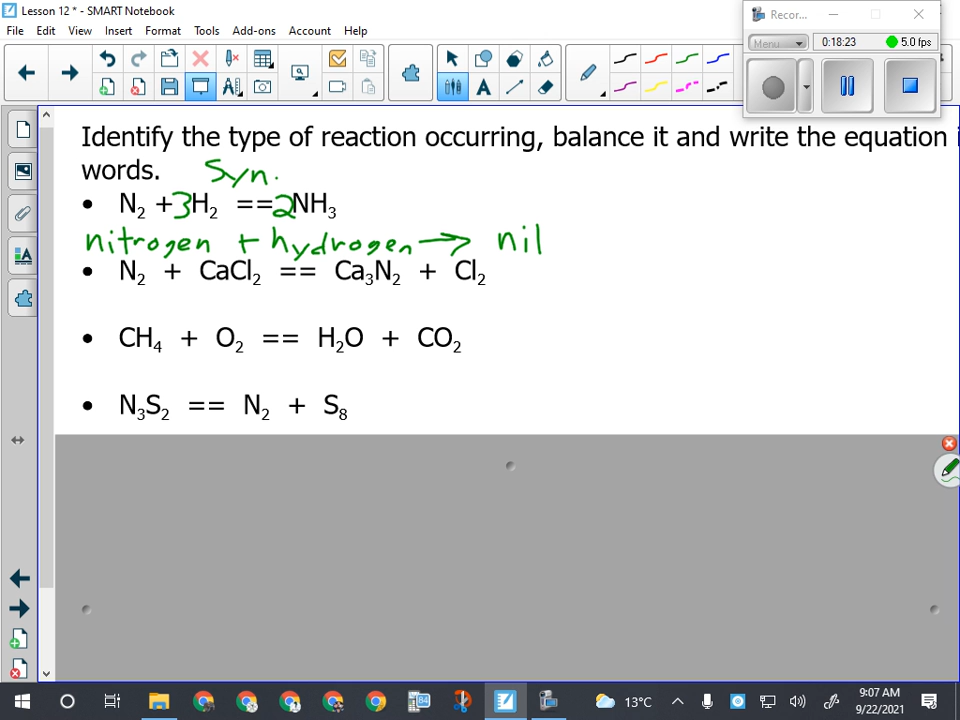 Lesson 12 * - SMART Notebook
File Edit View Insert Format Tools Add-ons Account Help
Recor...
Menu 0:18:23 5.0 fps
Identify the type of reaction occurring, balance it and write the equation i
words. Syn.
• N₂ + 3H₂ == 2NH₃
nitrogen + hydrogen → nil
• N₂ + CaCl₂ == Ca₃N₂ + Cl₂
• CH₄ + O₂ == H₂O + CO₂
• N₃S₂ == N₂ + S₈
13°C
9:07 AM
9/22/2021